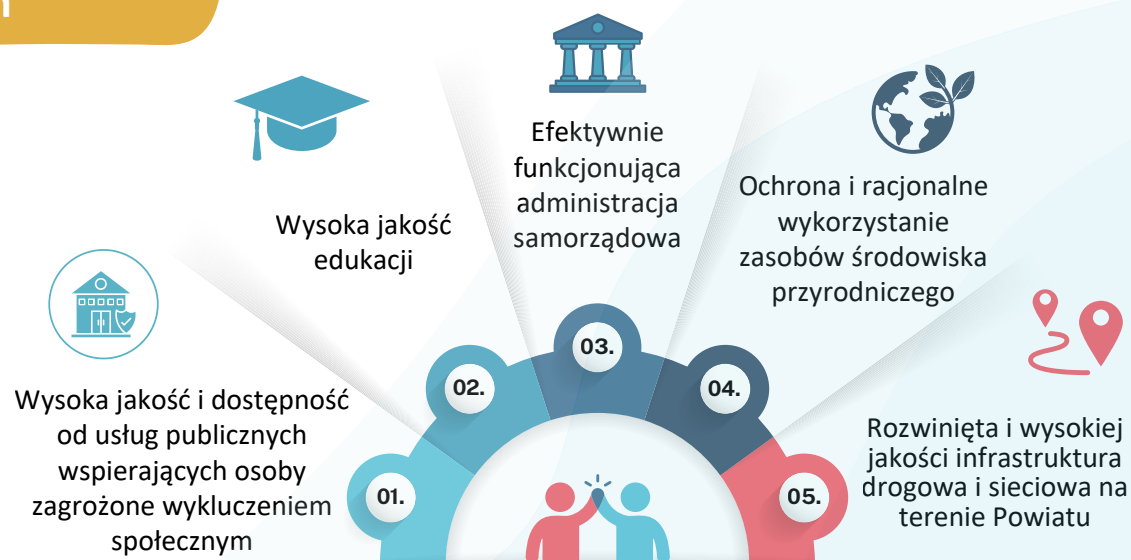 01.
Wysoka jakość i dostępność
od usług publicznych
wspierających osoby
zagrożone wykluczeniem
społecznym
02.
Wysoka jakość
edukacji
03.
Efektywnie
funkcjonująca
administracja
samorządowa
04.
Ochrona i racjonalne
wykorzystanie
zasobów środowiska
przyrodniczego
05.
Rozwinięta i wysokiej
jakości infrastruktura
drogowa i sieciowa na
terenie Powiatu